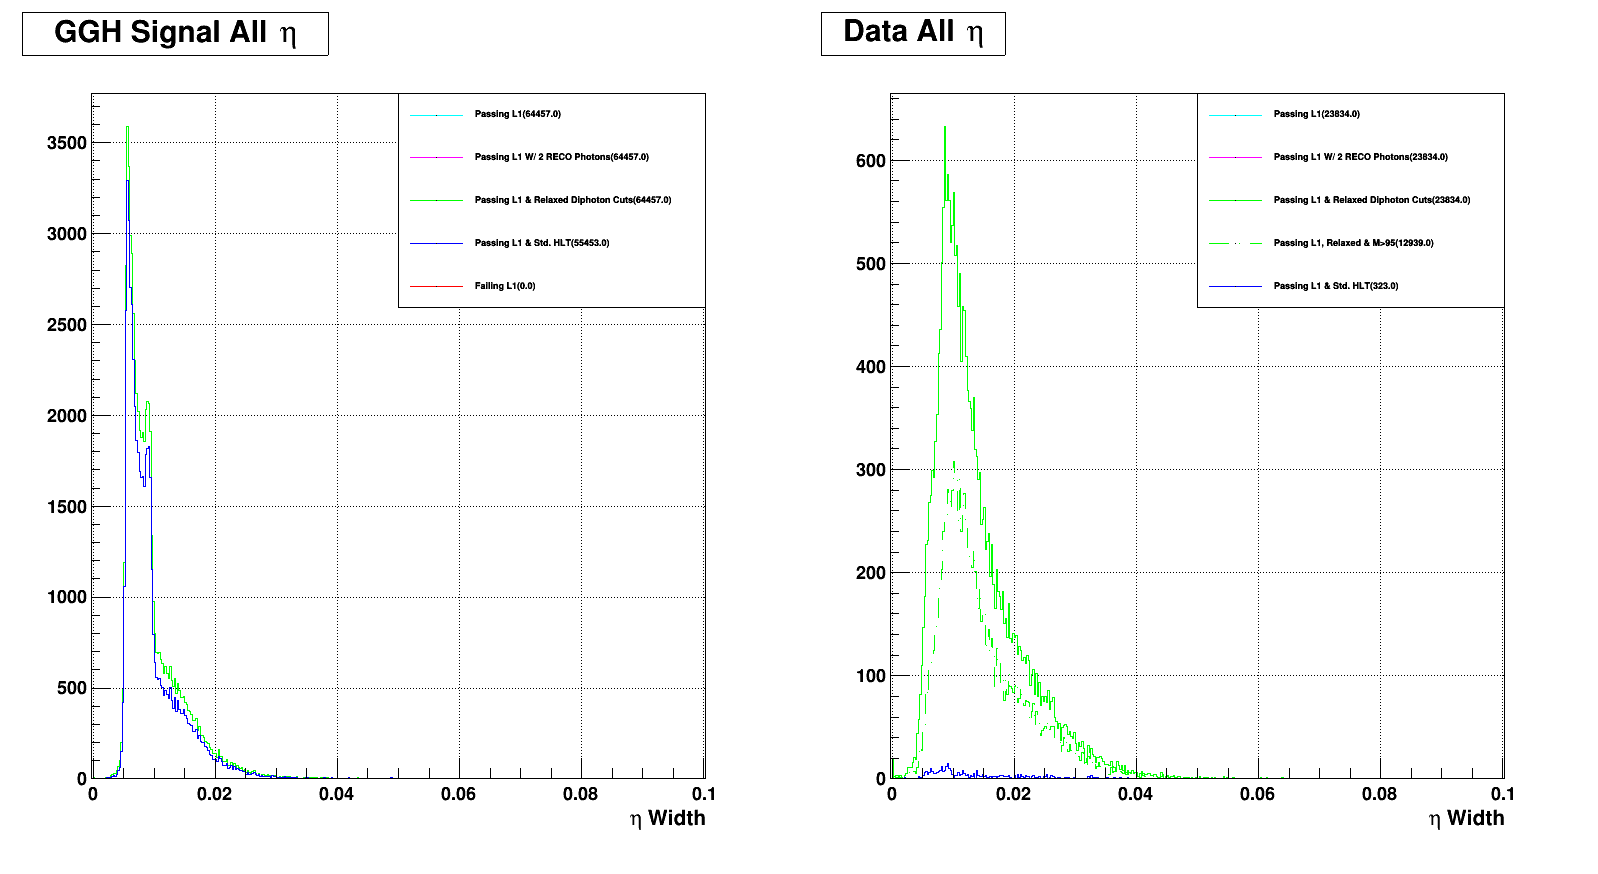 GGH Signal All η
Passing L1(64457.0)
Passing L1 W/ 2 RECO Photons(64457.0)
Passing L1 & Relaxed Diphoton Cuts(64457.0)
Passing L1 & Std. HLT(55453.0)
Failing L1(0.0)
3500
3000
2500
2000
1500
1000
500
0
0 0.02 0.04 0.06 0.08 0.1
η Width
Data All η
Passing L1(23834.0)
Passing L1 W/ 2 RECO Photons(23834.0)
Passing L1 & Relaxed Diphoton Cuts(23834.0)
Passing L1, Relaxed & M>95(12939.0)
Passing L1 & Std. HLT(323.0)
600
500
400
300
200
100
0
0 0.02 0.04 0.06 0.08 0.1
η Width